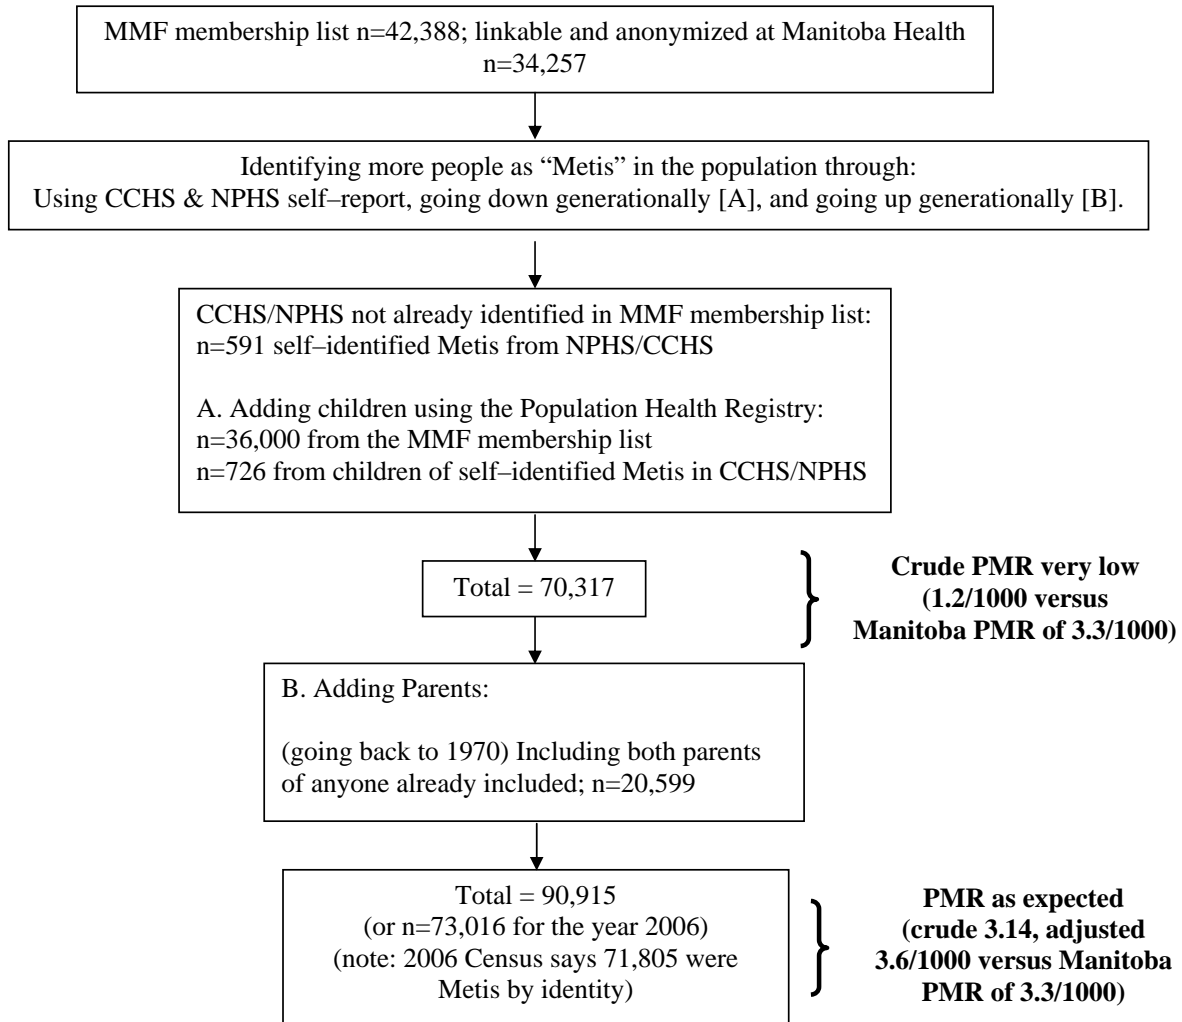 MMF membership list n=42,388; linkable and anonymized at Manitoba Health
n=34,257
Identifying more people as “Metis” in the population through:
Using CCHS & NPHS self–report, going down generationally [A], and going up generationally [B].
CCHS/NPHS not already identified in MMF membership list:
n=591 self–identified Metis from NPHS/CCHS
A. Adding children using the Population Health Registry:
n=36,000 from the MMF membership list
n=726 from children of self–identified Metis in CCHS/NPHS
Total = 70,317
Crude PMR very low
(1.2/1000 versus
Manitoba PMR of 3.3/1000)
B. Adding Parents:
(going back to 1970) Including both parents
of anyone already included; n=20,599
Total = 90,915
(or n=73,016 for the year 2006)
(note: 2006 Census says 71,805 were
Metis by identity)
PMR as expected
(crude 3.14, adjusted
3.6/1000 versus Manitoba
PMR of 3.3/1000)